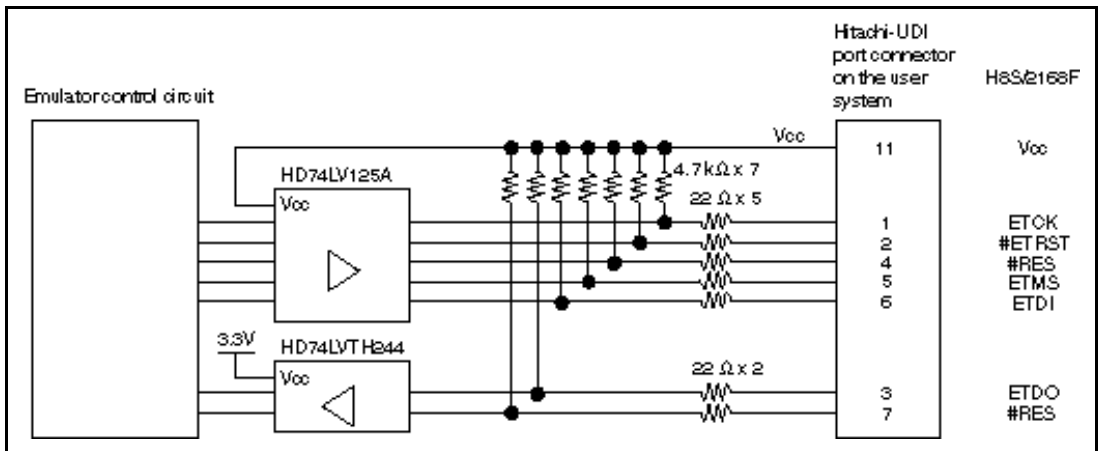 Hitachi-UDI
port connector
on the user
system
H8S/2168F
Emulator control circuit
Vcc
11
Vcc
HD74LV125A
4.7kΩ x 7
22 Ω x 5
Vcc
1
ETCK
2
#ETRST
4
#RES
5
ETMS
6
ETDI
3.3V
HD74LVTH244
22 Ω x 2
Vcc
3
ETDO
7
#RES